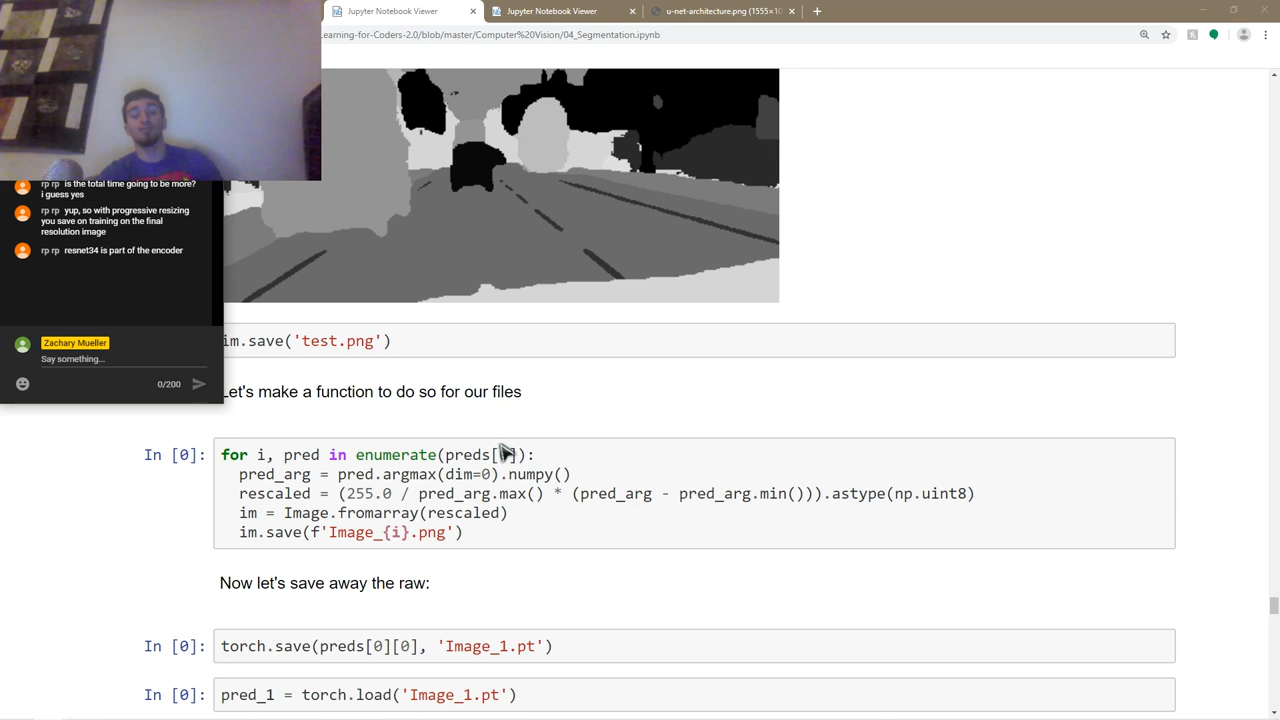 Jupyter Notebook Viewer
Jupyter Notebook Viewer
u-net-architecture.png (1555×10
Learning-for-Coders-2.0/blob/master/Computer%20Vision/04_Segmentation.ipynb
rp rp is the total time going to be more?
i guess yes
rp rp yup, so with progressive resizing
you save on training on the final
resolution image
rp rp resnet34 is part of the encoder
Zachary Mueller
Say something...
0/200
im.save('test.png')
Let's make a function to do so for our files
In [0]: for i, pred in enumerate(preds[ ]):
pred_arg = pred.argmax(dim=0).numpy()
rescaled = (255.0 / pred_arg.max() * (pred_arg - pred_arg.min())).astype(np.uint8)
im = Image.fromarray(rescaled)
im.save(f'Image_{i}.png')
Now let's save away the raw:
In [0]: torch.save(preds[0][0], 'Image_1.pt')
In [0]: pred_1 = torch.load('Image_1.pt')